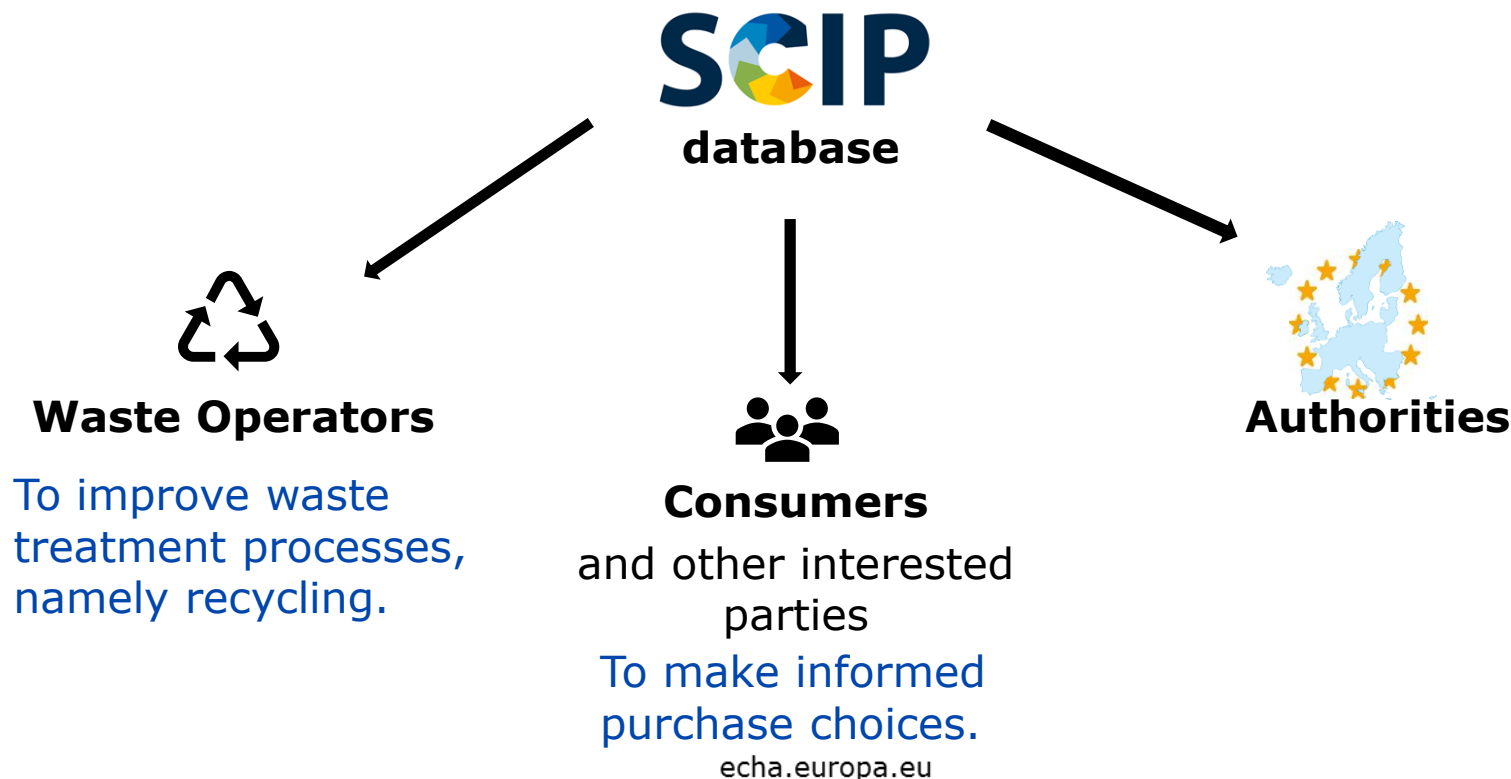 SCIP
database
Waste Operators
To improve waste
treatment processes,
namely recycling.
Consumers
and other interested
parties
To make informed
purchase choices.
Authorities
echa.europa.eu